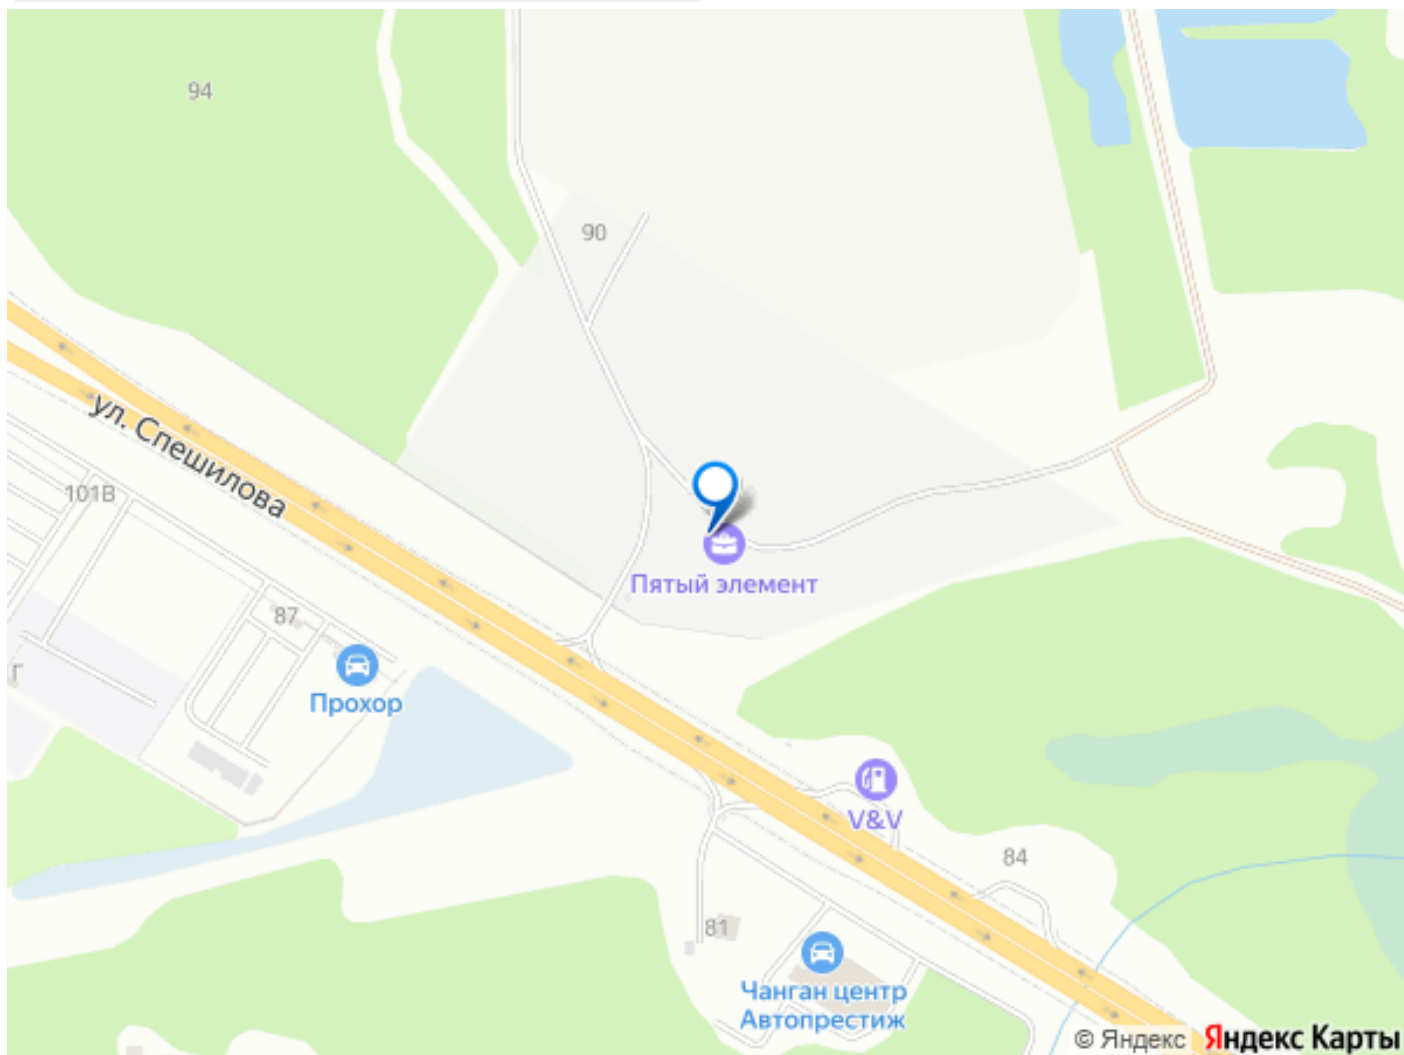 94
90
ул. Спешилова
101В
Пятый элемент
87
Г
Прохор
V&V
84
81
Чанган центр
Автопрестиж
© Яндекс Яндекс Карты